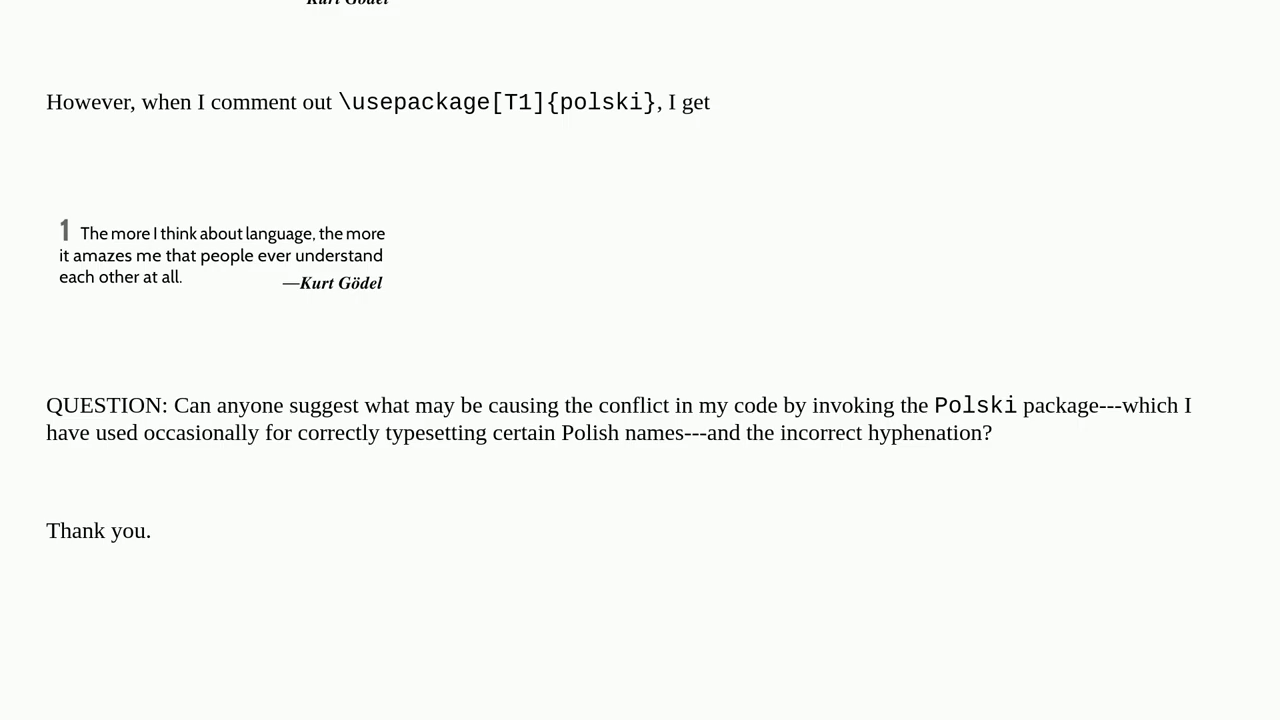 Kurt Gödel
However, when I comment out \usepackage[T1]{polski}, I get
1 The more I think about language, the more
it amazes me that people ever understand
each other at all.
—Kurt Gödel
QUESTION: Can anyone suggest what may be causing the conflict in my code by invoking the Polski package---which I
have used occasionally for correctly typesetting certain Polish names---and the incorrect hyphenation?
Thank you.